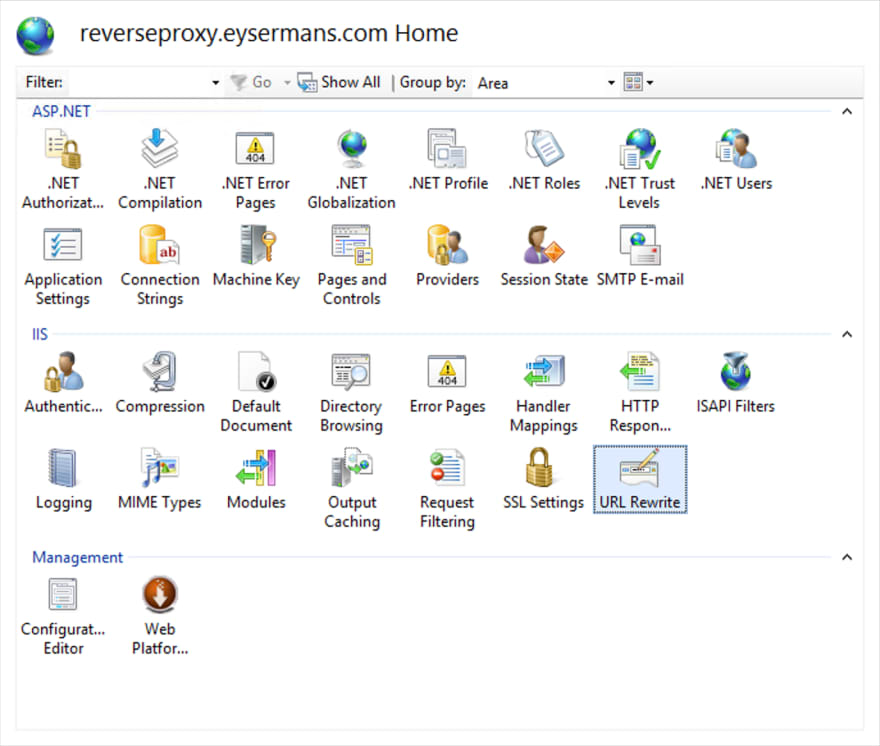 reverseproxy.eysermans.com Home
Filter: Go Show All Group by: Area
ASP.NET
.NET Authorizat...
.NET Compilation
.NET Error Pages
.NET Globalization
.NET Profile
.NET Roles
.NET Trust Levels
.NET Users
Application Settings
Connection Strings
Machine Key
Pages and Controls
Providers
Session State
SMTP E-mail
IIS
Authentic...
Compression
Default Document
Directory Browsing
Error Pages
Handler Mappings
HTTP Respon...
ISAPI Filters
Logging
MIME Types
Modules
Output Caching
Request Filtering
SSL Settings
URL Rewrite
Management
Configurat... Editor
Web Platfor...